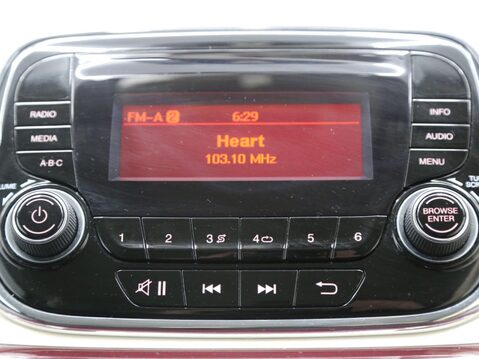 FM-A 2 6:29
Heart
103.10 MHz
RADIO
MEDIA
A·B·C
INFO
AUDIO
MENU
BROWSE
ENTER
1 2 3 4 5 6